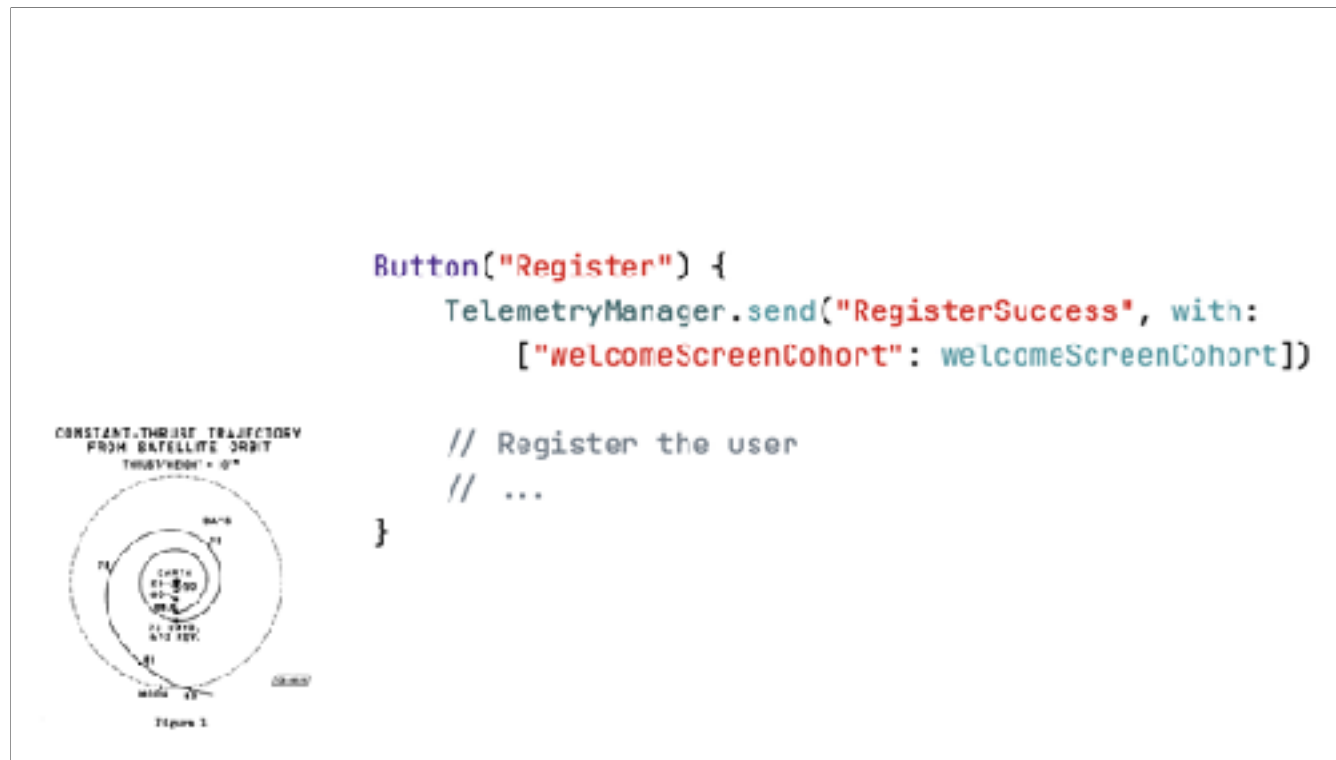 Button("Register") {
TelemetryManager.send("RegisterSuccess", with:
["welcomeScreenCohort": welcomeScreenCohort])
// Register the user
// ...
}
CONSTANT-THRUST TRAJECTORY
FROM SATELLITE ORBIT
DAYS
EARTH
MOON
Figure 1